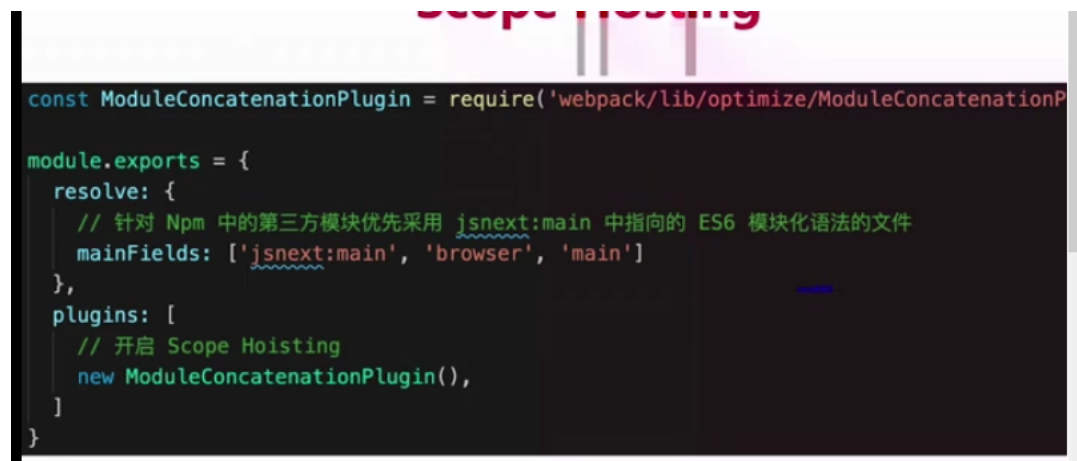 Scope Hosting
const ModuleConcatenationPlugin = require('webpack/lib/optimize/ModuleConcatenationP
module.exports = {
resolve: {
// 针对 Npm 中的第三方模块优先采用 jsnext:main 中指向的 ES6 模块化语法的文件
mainFields: ['jsnext:main', 'browser', 'main']
},
plugins: [
// 开启 Scope Hoisting
new ModuleConcatenationPlugin(),
]
}